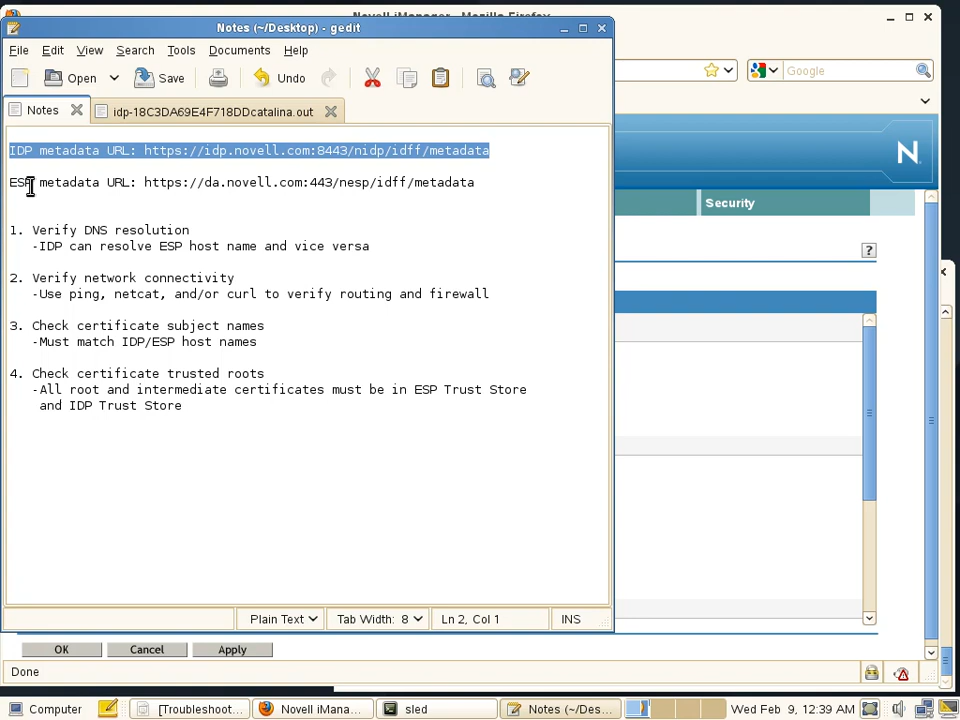 Novell iManager - Mozilla Firefox
Notes (~/Desktop) - gedit
File Edit View Search Tools Documents Help
Open Save Undo
Google
Notes idp-18C3DA69E4F718DDcatalina.out
IDP metadata URL: https://idp.novell.com:8443/nidp/idff/metadata
ESP metadata URL: https://da.novell.com:443/nesp/idff/metadata
1. Verify DNS resolution
-IDP can resolve ESP host name and vice versa
2. Verify network connectivity
-Use ping, netcat, and/or curl to verify routing and firewall
3. Check certificate subject names
-Must match IDP/ESP host names
4. Check certificate trusted roots
-All root and intermediate certificates must be in ESP Trust Store
and IDP Trust Store
N
Security
?
Plain Text Tab Width: 8 Ln 2, Col 1 INS
OK Cancel Apply
Done
Computer [Troubleshoot... Novell iMana... sled Notes (~/Des... Wed Feb 9, 12:39 AM